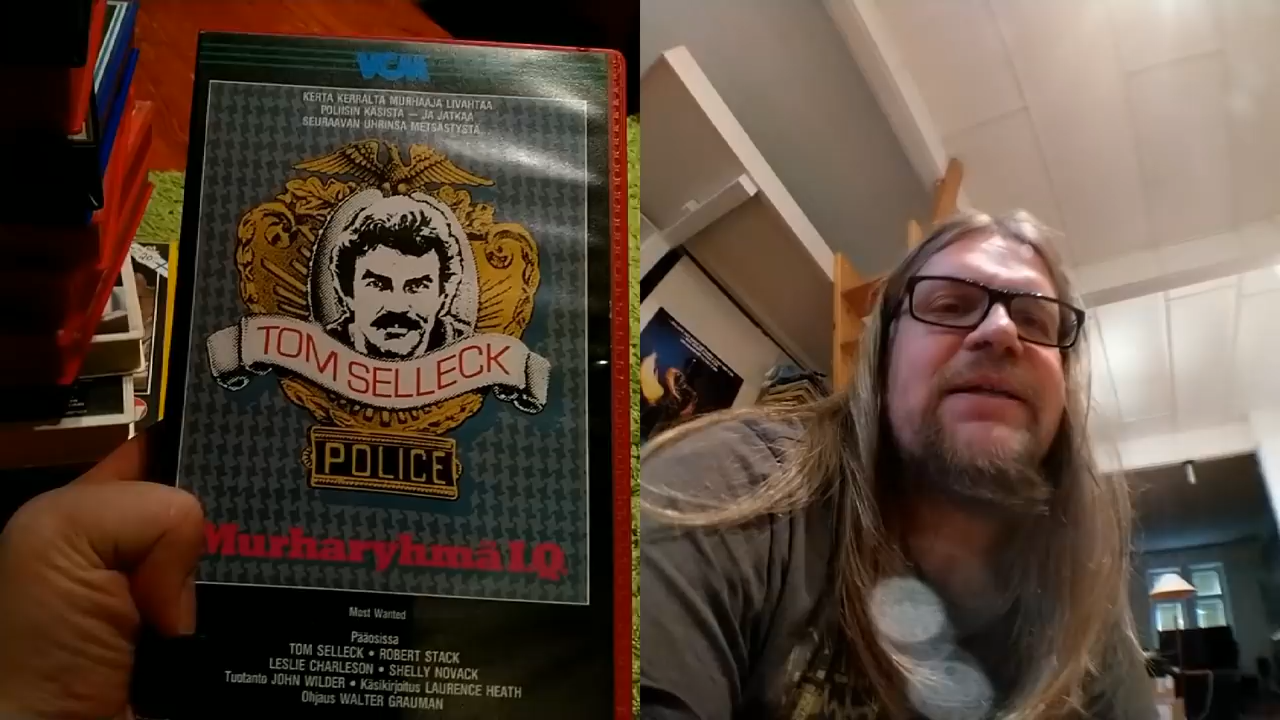 VCM
KERTA KERRALTA MURHAAJA LIVAHTAA
POLIISIN KÄSISTÄ — JA JATKAA
SEURAAVAN UHRINSA METSÄSTYSTÄ...
TOM SELLECK
POLICE
Murharyhmä I.Q.
Most Wanted
Pääosissa
TOM SELLECK • ROBERT STACK
LESLIE CHARLESON • SHELLY NOVACK
Tuotanto JOHN WILDER • Käsikirjoitus LAURENCE HEATH
Ohjaus WALTER GRAUMAN